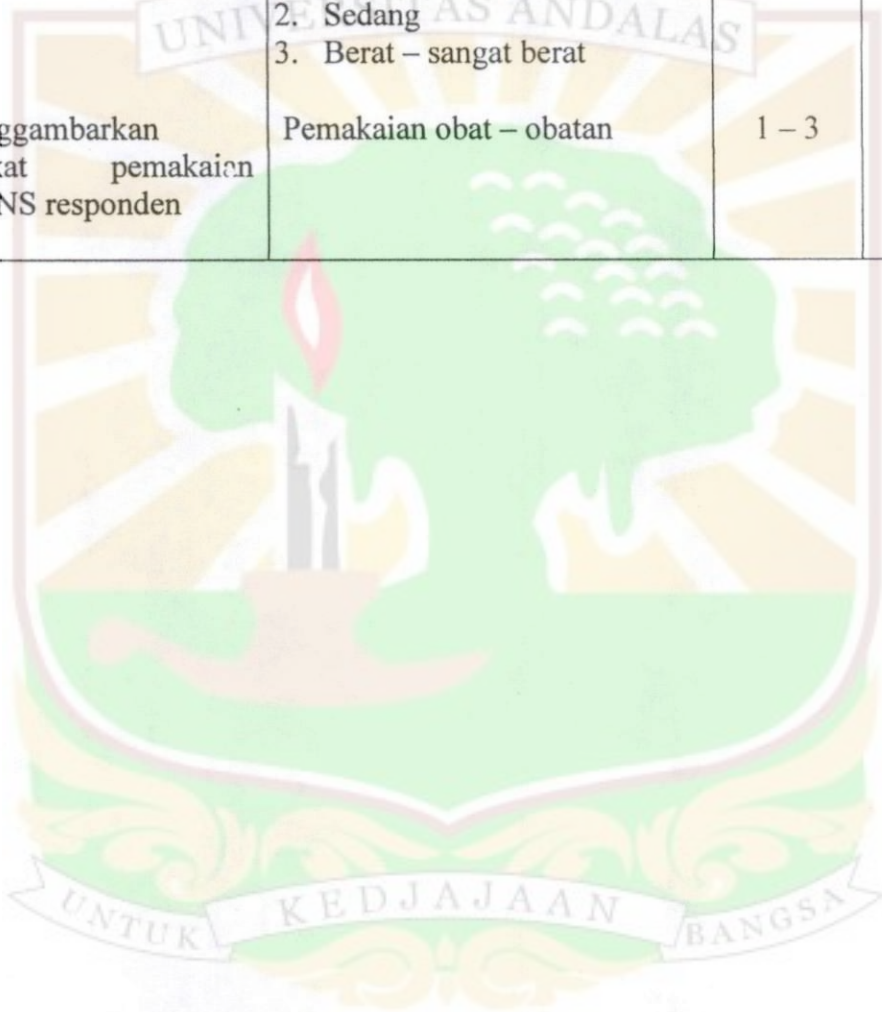 UNIVERSITAS ANDALAS
2. Sedang
3. Berat – sangat berat
ggambarkan Pemakaian obat – obatan 1 – 3
kat pemakaian
NS responden
UNTUK KEDJAJAAN BANGSA